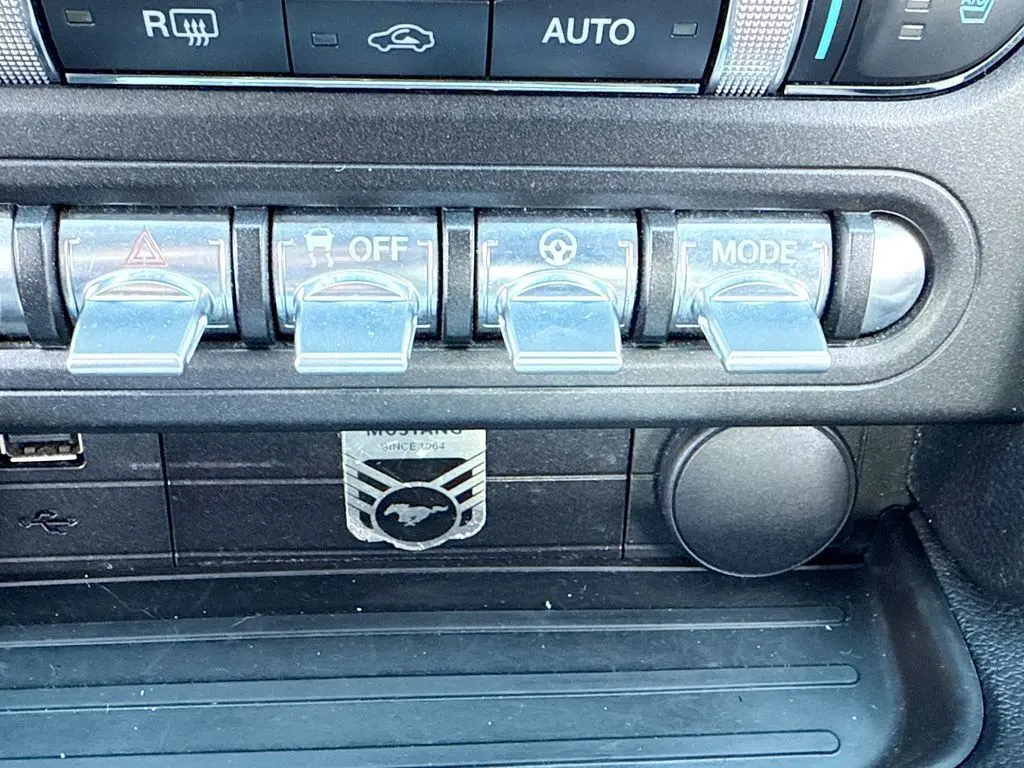 R
AUTO
OFF
MODE
MUSTANG
SINCE 1964